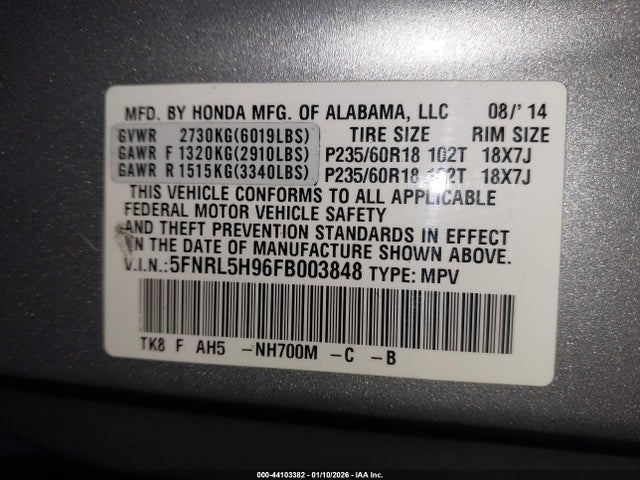 MFD. BY HONDA MFG. OF ALABAMA, LLC 08/'14
GVWR 2730KG(6019LBS) TIRE SIZE RIM SIZE
GAWR F 1320KG(2910LBS) P235/60R18 102T 18X7J
GAWR R 1515KG(3340LBS) P235/60R18 102T 18X7J
THIS VEHICLE CONFORMS TO ALL APPLICABLE
FEDERAL MOTOR VEHICLE SAFETY
AND THEFT PREVENTION STANDARDS IN EFFECT
ON THE DATE OF MANUFACTURE SHOWN ABOVE.
V.I.N.:5FNRL5H96FB003848 TYPE: MPV
TK8 F AH5 -NH700M -C -B
000-44103382 - 01/10/2026 - IAA Inc.